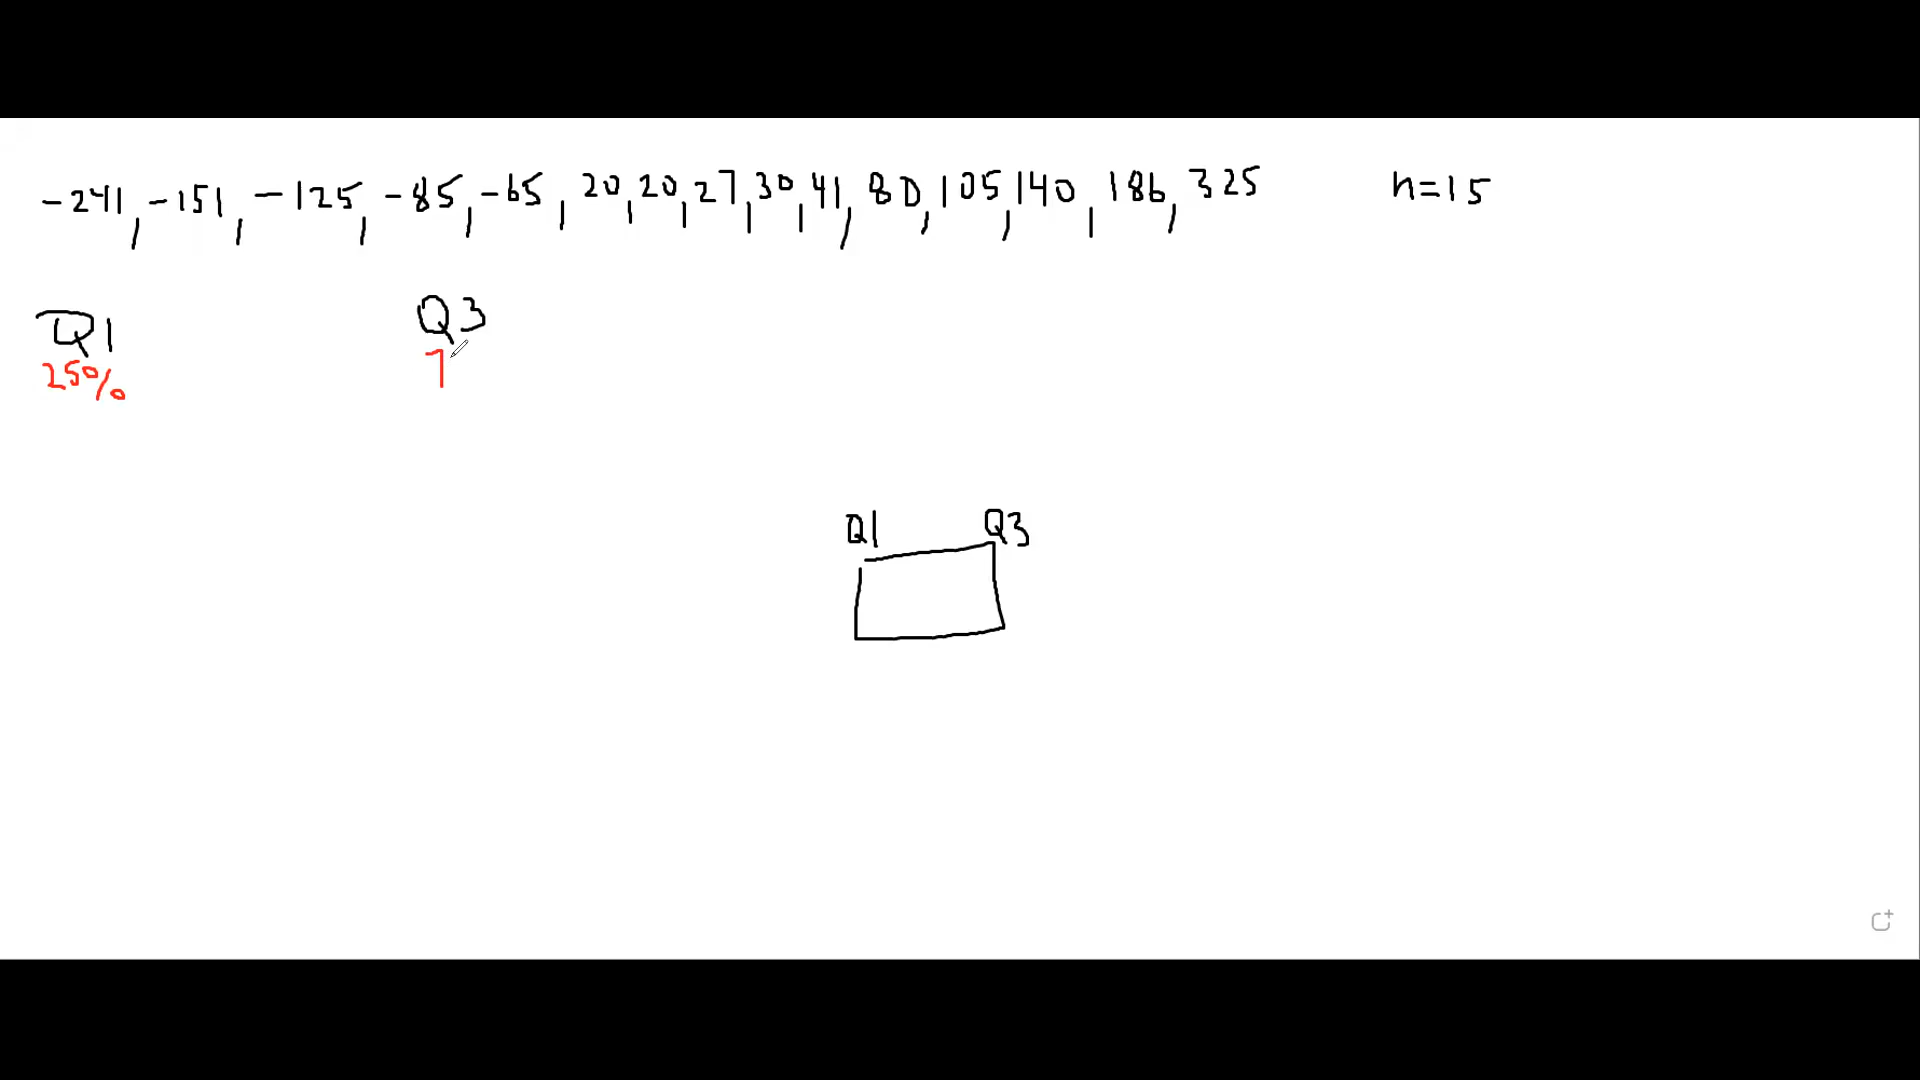 -241, -151, -125, -85, -65, 20, 20, 27, 30, 41, 80, 105, 140, 186, 325 n=15
Q1 Q3
25% 7
Q1 Q3